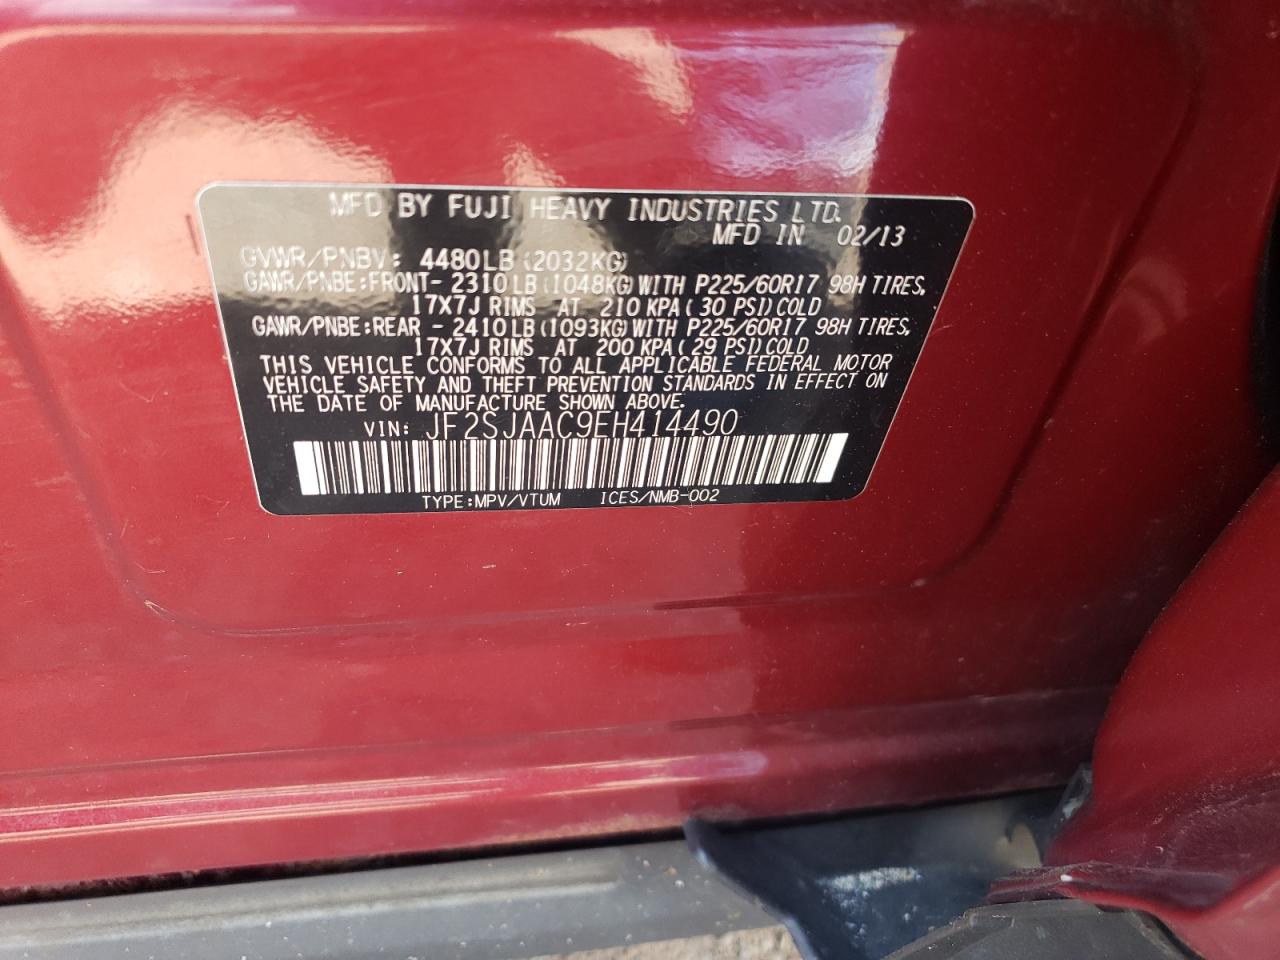 MFD BY FUJI HEAVY INDUSTRIES LTD.
MFD IN 02/13
GVWR/PNBV: 4480LB (2032KG)
GAWR/PNBE:FRONT- 2310LB (1048KG) WITH P225/60R17 98H TIRES,
17X7J RIMS AT 210 KPA( 30 PSI)COLD
GAWR/PNBE:REAR - 2410LB (1093KG) WITH P225/60R17 98H TIRES,
17X7J RIMS AT 200 KPA( 29 PSI)COLD
THIS VEHICLE CONFORMS TO ALL APPLICABLE FEDERAL MOTOR
VEHICLE SAFETY AND THEFT PREVENTION STANDARDS IN EFFECT ON
THE DATE OF MANUFACTURE SHOWN ABOVE.
VIN: JF2SJAAC9EH414490
TYPE:MPV/VTUM ICES/NMB-002